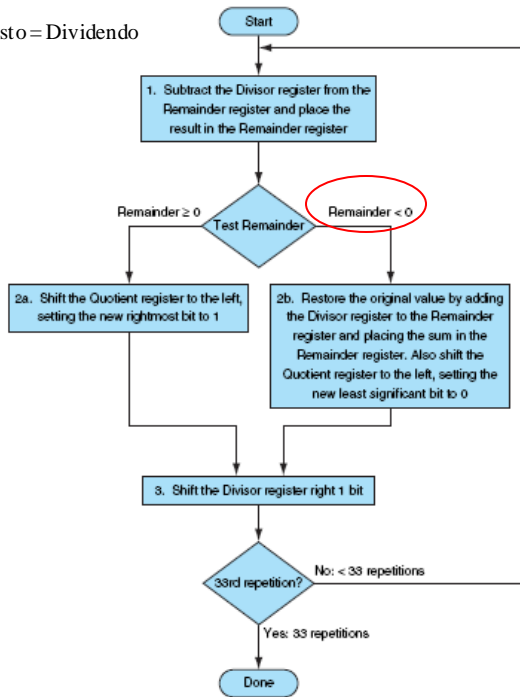 sto = Dividendo
Start
1. Subtract the Divisor register from the
Remainder register and place the
result in the Remainder register
Remainder ≥ 0
Test Remainder
Remainder < 0
2a. Shift the Quotient register to the left,
setting the new rightmost bit to 1
2b. Restore the original value by adding
the Divisor register to the Remainder
register and placing the sum in the
Remainder register. Also shift the
Quotient register to the left, setting the
new least significant bit to 0
3. Shift the Divisor register right 1 bit
33rd repetition?
No: < 33 repetitions
Yes: 33 repetitions
Done